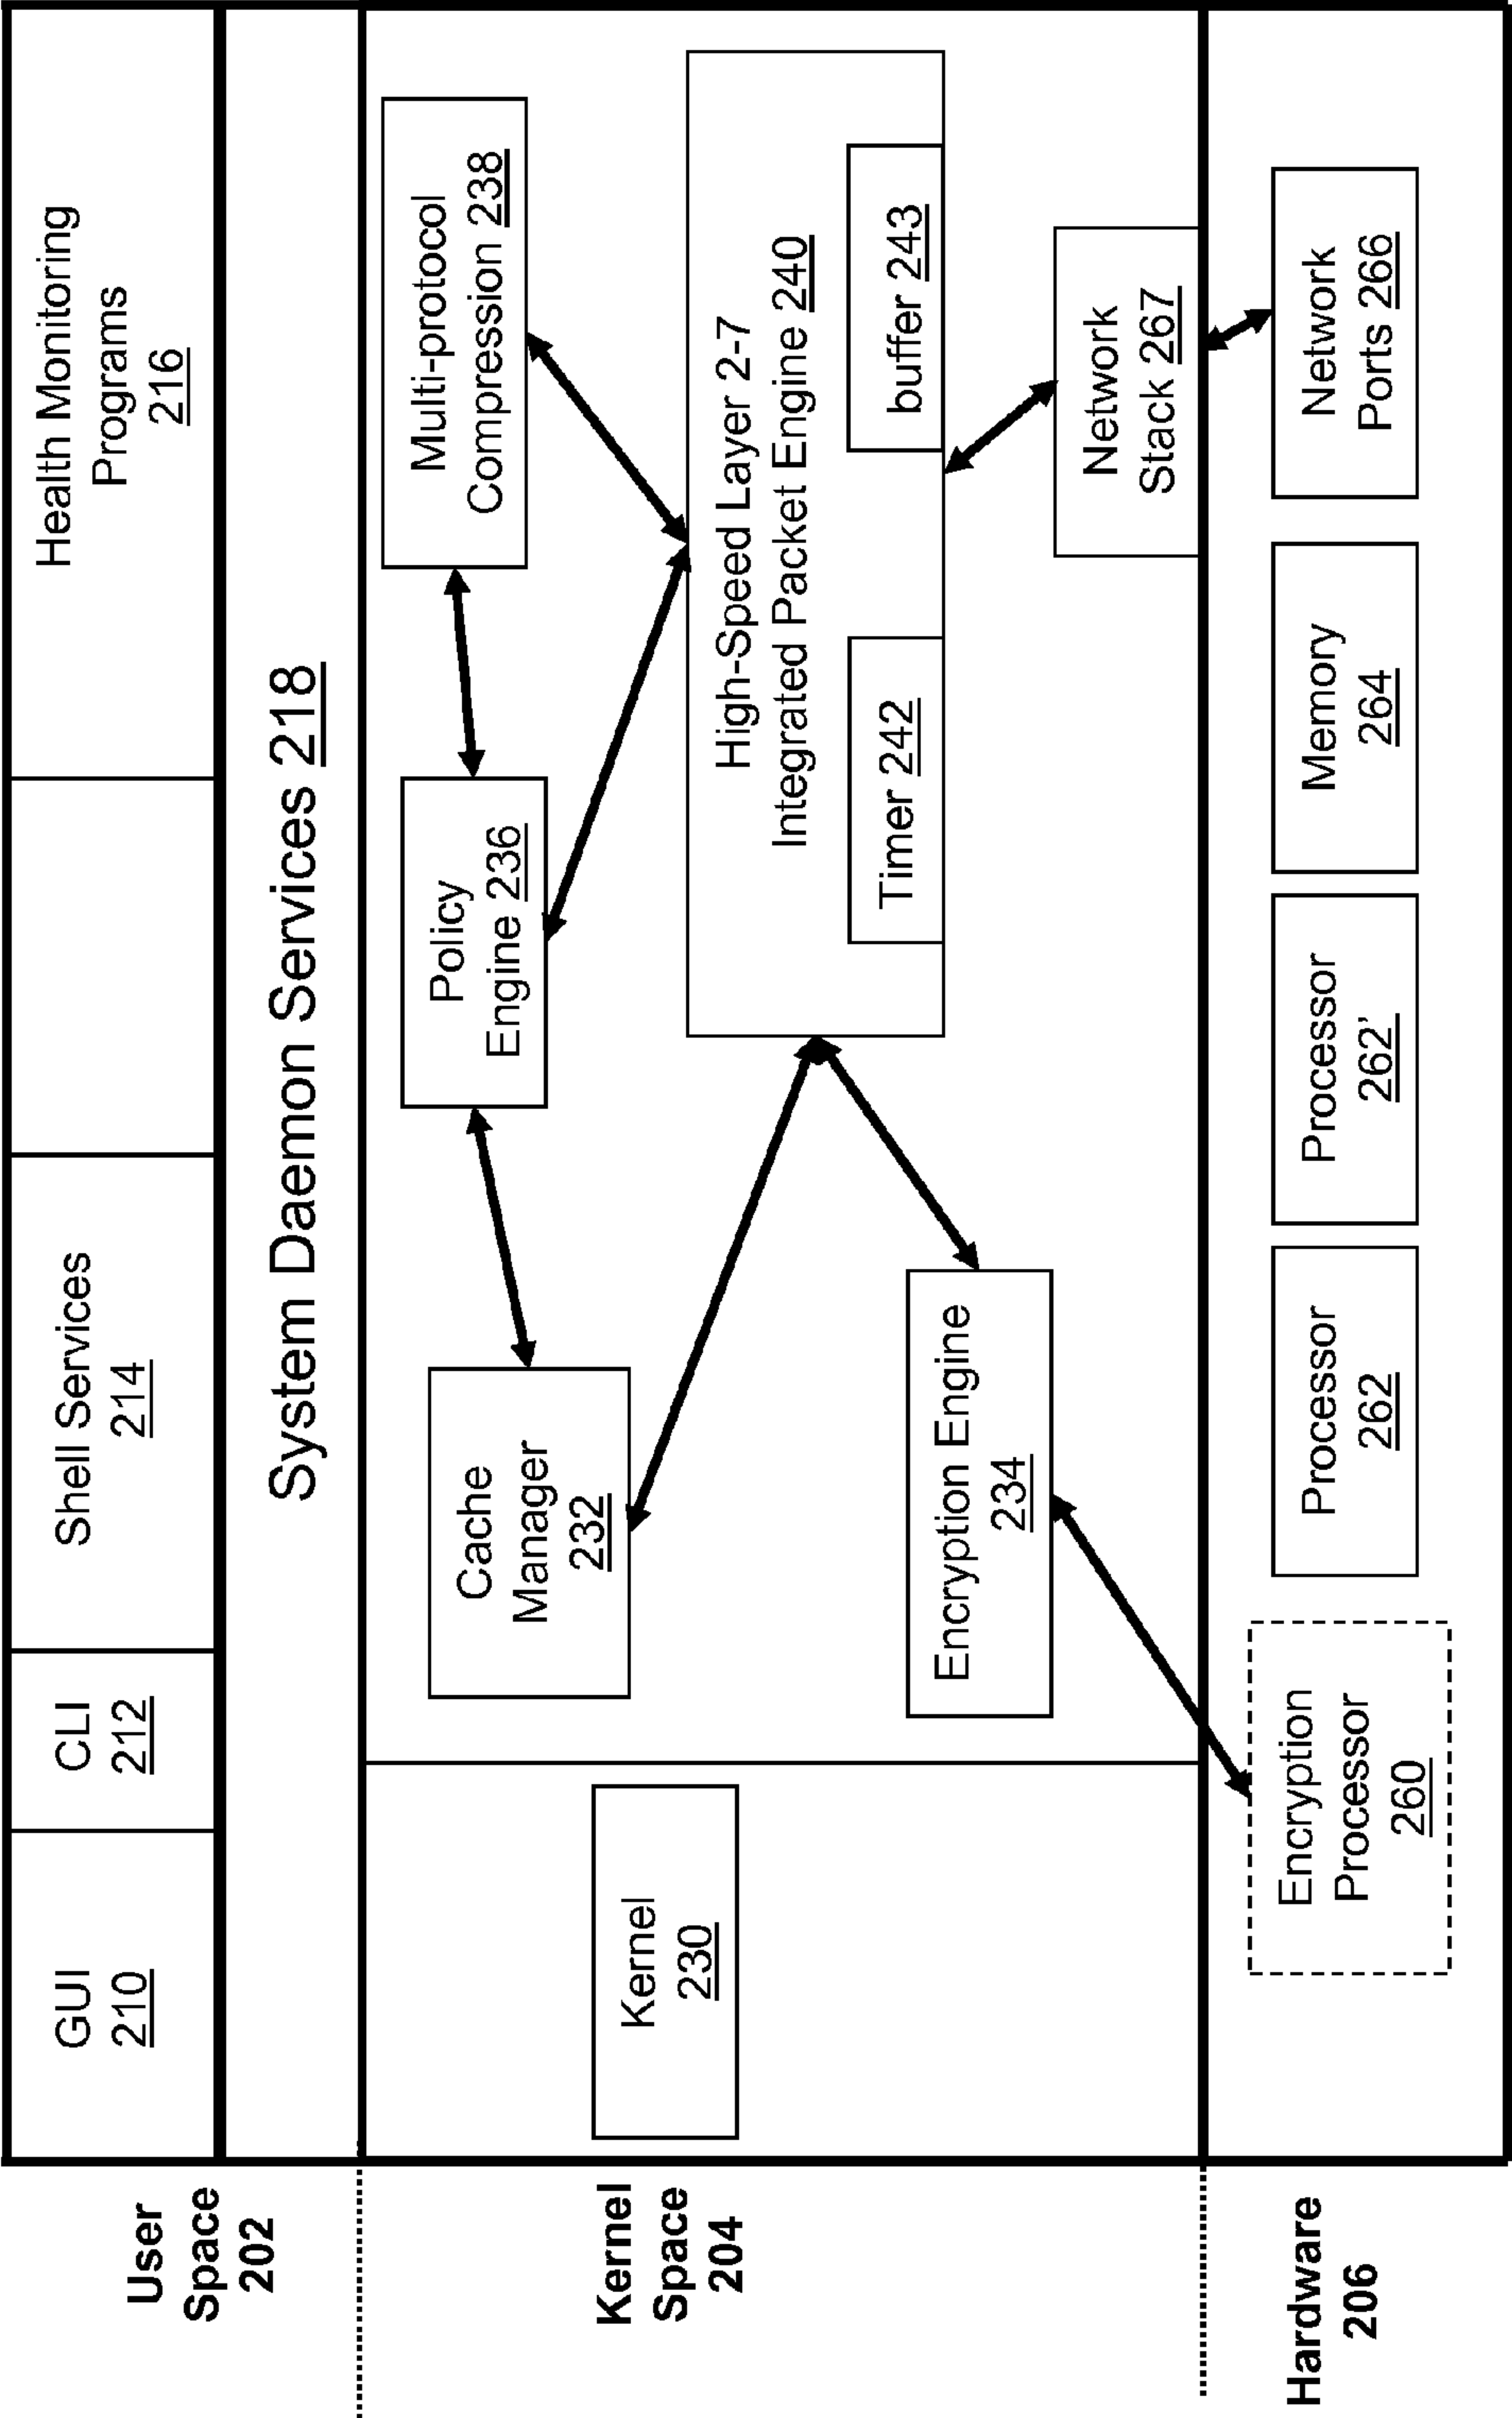 User
Space
202
GUI
210
CLI
212
Shell Services
214
Health Monitoring
Programs
216
System Daemon Services 218
Kernel
Space
204
Kernel
230
Cache
Manager
232
Policy
Engine 236
Multi-protocol
Compression 238
High-Speed Layer 2-7
Integrated Packet Engine 240
Timer 242
buffer 243
Encryption Engine
234
Network
Stack 267
Hardware
206
Encryption
Processor
260
Processor
262
Processor
262’
Memory
264
Network
Ports 266